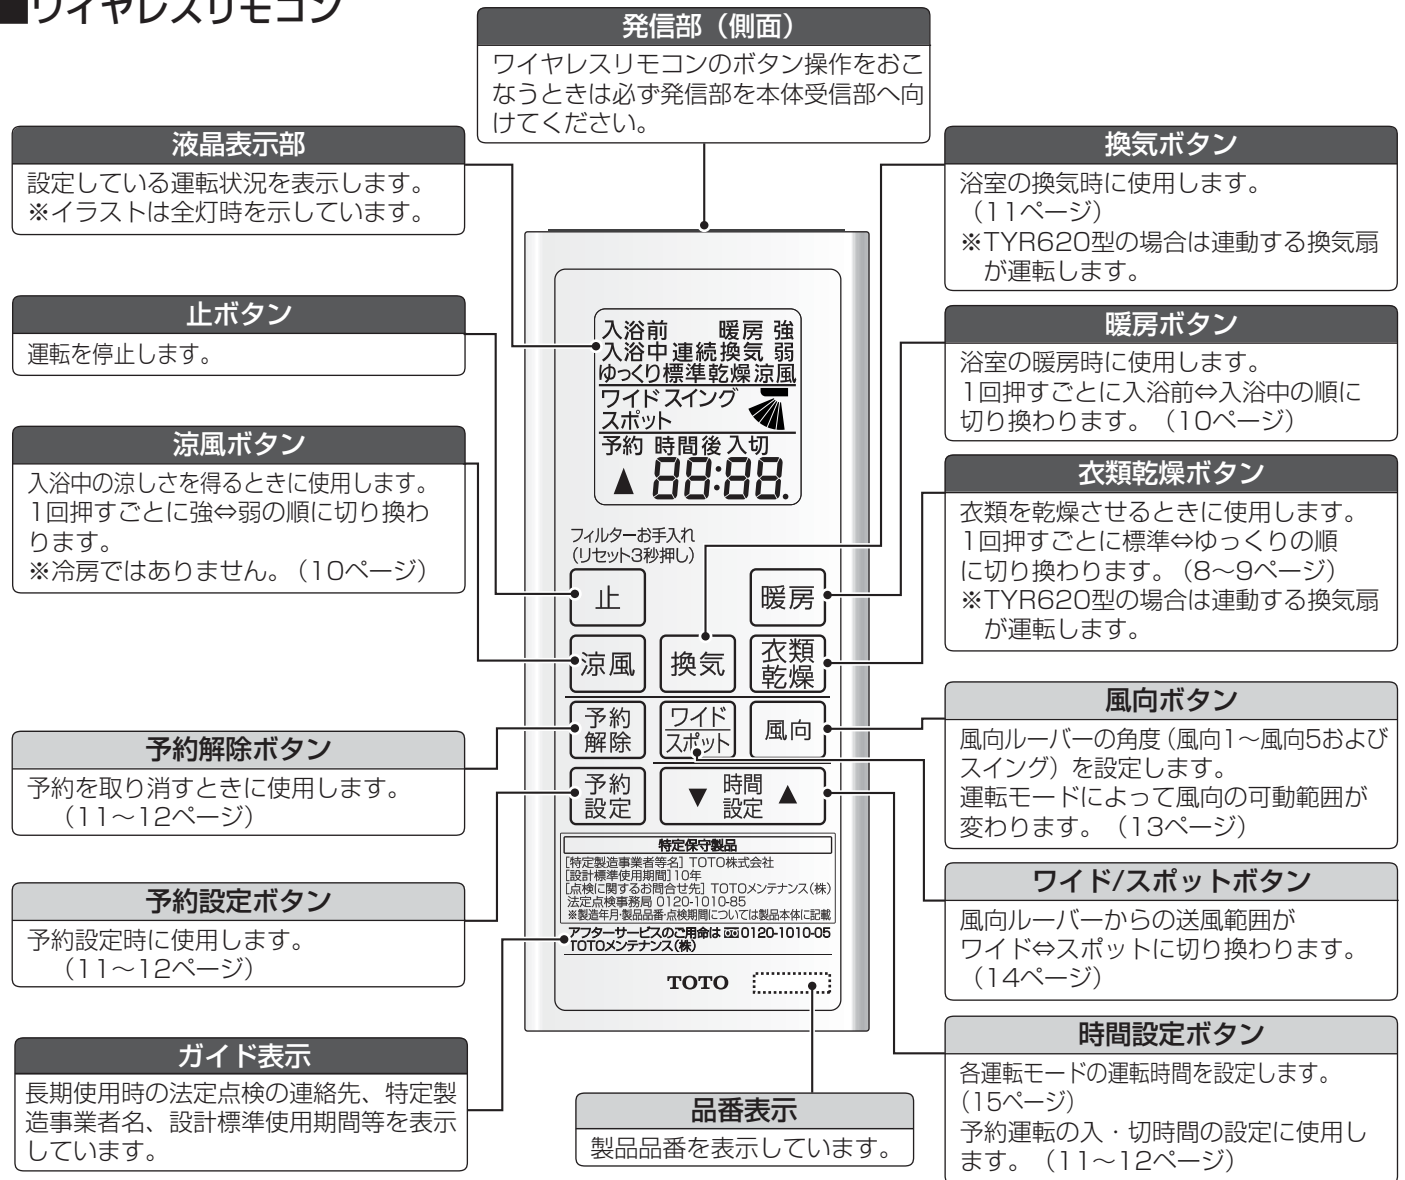 ■ワイヤレスリモコン
発信部（側面）
ワイヤレスリモコンのボタン操作をおこ
なうときは必ず発信部を本体受信部へ向
けてください。
液晶表示部
設定している運転状況を表示します。
※イラストは全灯時を示しています。
止ボタン
運転を停止します。
涼風ボタン
入浴中の涼しさを得るときに使用します。
1回押すごとに強⇔弱の順に切り換わ
ります。
※冷房ではありません。（10ページ）
予約解除ボタン
予約を取り消すときに使用します。
（11～12ページ）
予約設定ボタン
予約設定時に使用します。
（11～12ページ）
ガイド表示
長期使用時の法定点検の連絡先、特定製
造事業者名、設計標準使用期間等を表示
しています。
入浴前 暖房 強
入浴中 連続 換気 弱
ゆっくり 標準 乾燥 涼風
ワイド スイング
スポット
予約 時間後 入切
▲ 88:88.
フィルターお手入れ
（リセット3秒押し）
止 暖房
涼風 換気 衣類
乾燥
予約
解除 ワイド
スポット 風向
予約
設定 ▼ 時間
設定 ▲
特定保守製品
［特定製造事業者等名］TOTO株式会社
［設計標準使用期間］10年
［点検に関するお問合せ先］TOTOメンテナンス(株)
法定点検事務局 0120-1010-85
※製造年月・製品品番・点検期間については製品本体に記載
アフターサービスのご用命は 0120-1010-05
TOTOメンテナンス(株)
TOTO
品番表示
製品品番を表示しています。
換気ボタン
浴室の換気時に使用します。
（11ページ）
※TYR620型の場合は連動する換気扇
が運転します。
暖房ボタン
浴室の暖房時に使用します。
1回押すごとに入浴前⇔入浴中の順に
切り換わります。（10ページ）
衣類乾燥ボタン
衣類を乾燥させるときに使用します。
1回押すごとに標準⇔ゆっくりの順
に切り換わります。（8～9ページ）
※TYR620型の場合は連動する換気扇
が運転します。
風向ボタン
風向ルーバーの角度（風向1～風向5および
スイング）を設定します。
運転モードによって風向の可動範囲が
変わります。（13ページ）
ワイド/スポットボタン
風向ルーバーからの送風範囲が
ワイド⇔スポットに切り換わります。
（14ページ）
時間設定ボタン
各運転モードの運転時間を設定します。
（15ページ）
予約運転の入・切時間の設定に使用し
ます。（11～12ページ）